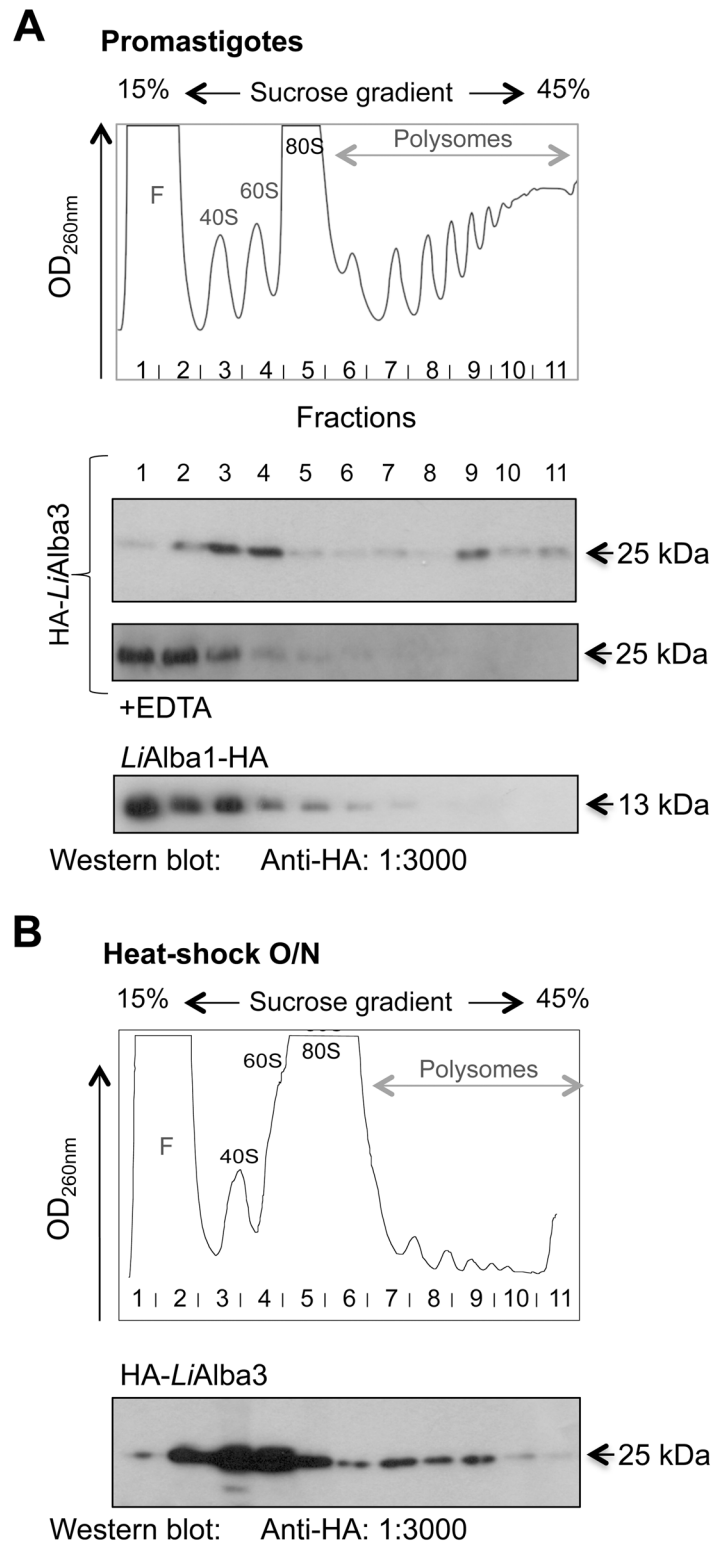 A
Promastigotes
15% ← Sucrose gradient → 45%
OD260nm
F
40S
60S
80S
Polysomes
1 2 3 4 5 6 7 8 9 10 11
Fractions
1 2 3 4 5 6 7 8 9 10 11
HA-LiAlba3
25 kDa
25 kDa
+EDTA
LiAlba1-HA
13 kDa
Western blot: Anti-HA: 1:3000
B
Heat-shock O/N
15% ← Sucrose gradient → 45%
OD260nm
F
40S
60S
80S
Polysomes
1 2 3 4 5 6 7 8 9 10 11
HA-LiAlba3
25 kDa
Western blot: Anti-HA: 1:3000